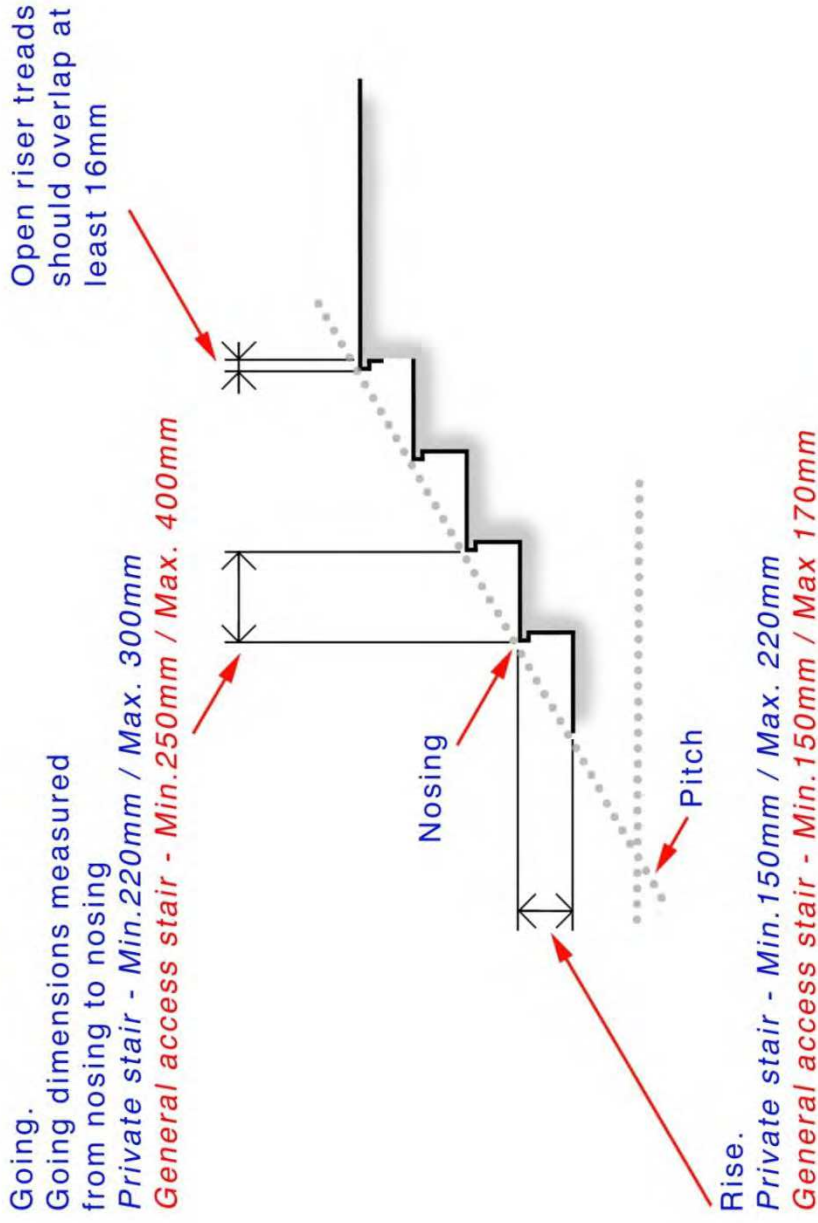 Going.
Going dimensions measured
from nosing to nosing
Private stair - Min.220mm / Max. 300mm
General access stair - Min.250mm / Max 400mm
Open riser treads
should overlap at
least 16mm
Nosing
Pitch
Rise.
Private stair - Min.150mm / Max. 220mm
General access stair - Min.150mm / Max 170mm